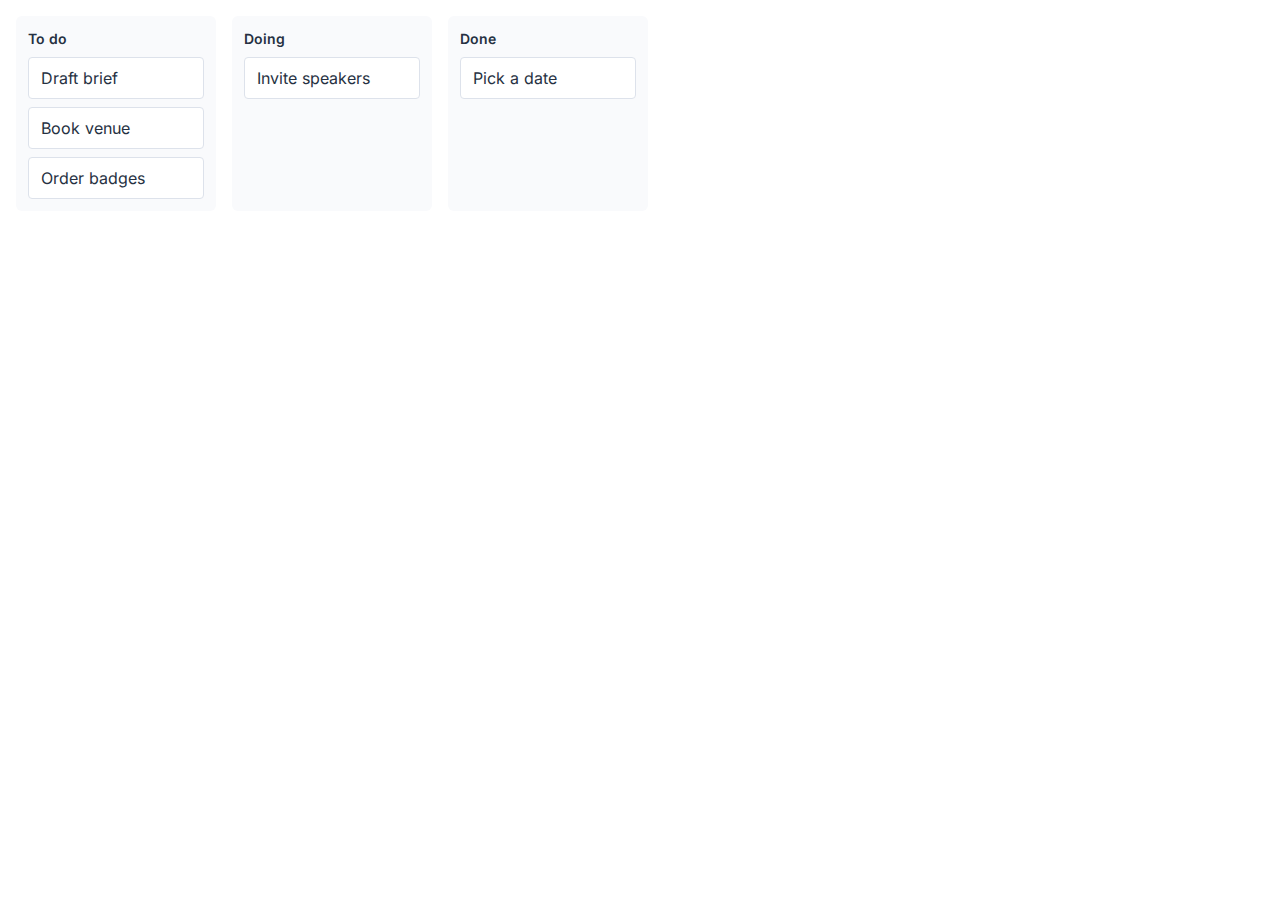 To do
Draft brief
Book venue
Order badges
Doing
Invite speakers
Done
Pick a date